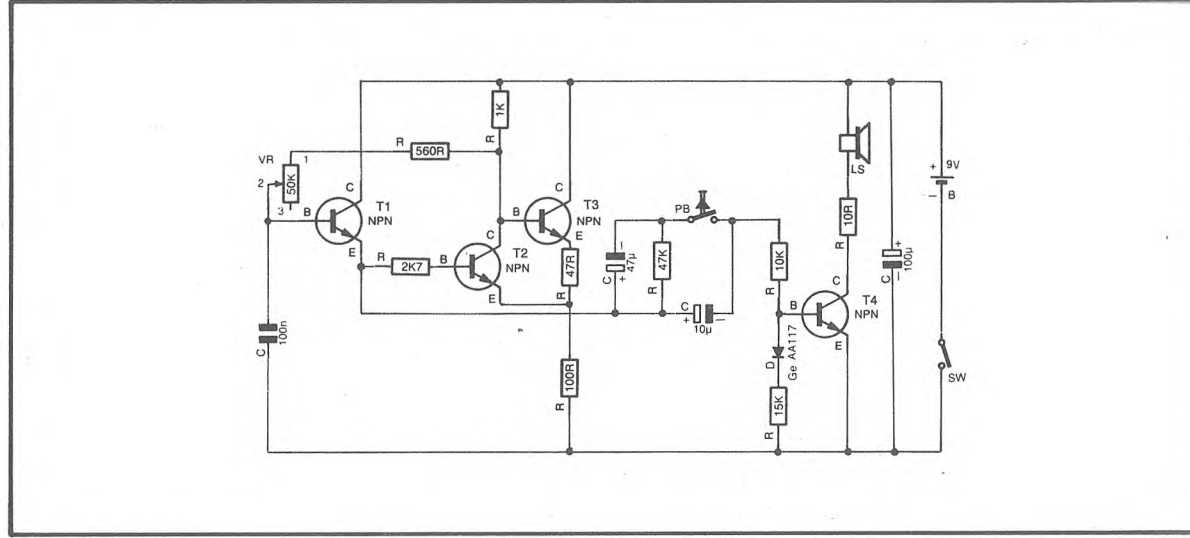 1K
R
R
560R
VR
1
50K
2
3
B
C
T1
NPN
E
C
B
T3
NPN
E
R
2K7
B
C
T2
NPN
E
47R
R
PB
C
47µ
−
+
47K
R
C
10µ
+
−
10K
R
LS
10R
R
C
B
T4
NPN
E
D
Ge AA117
15K
R
C
100µ
+
−
+
9V
−
B
SW
C
100n
100R
R